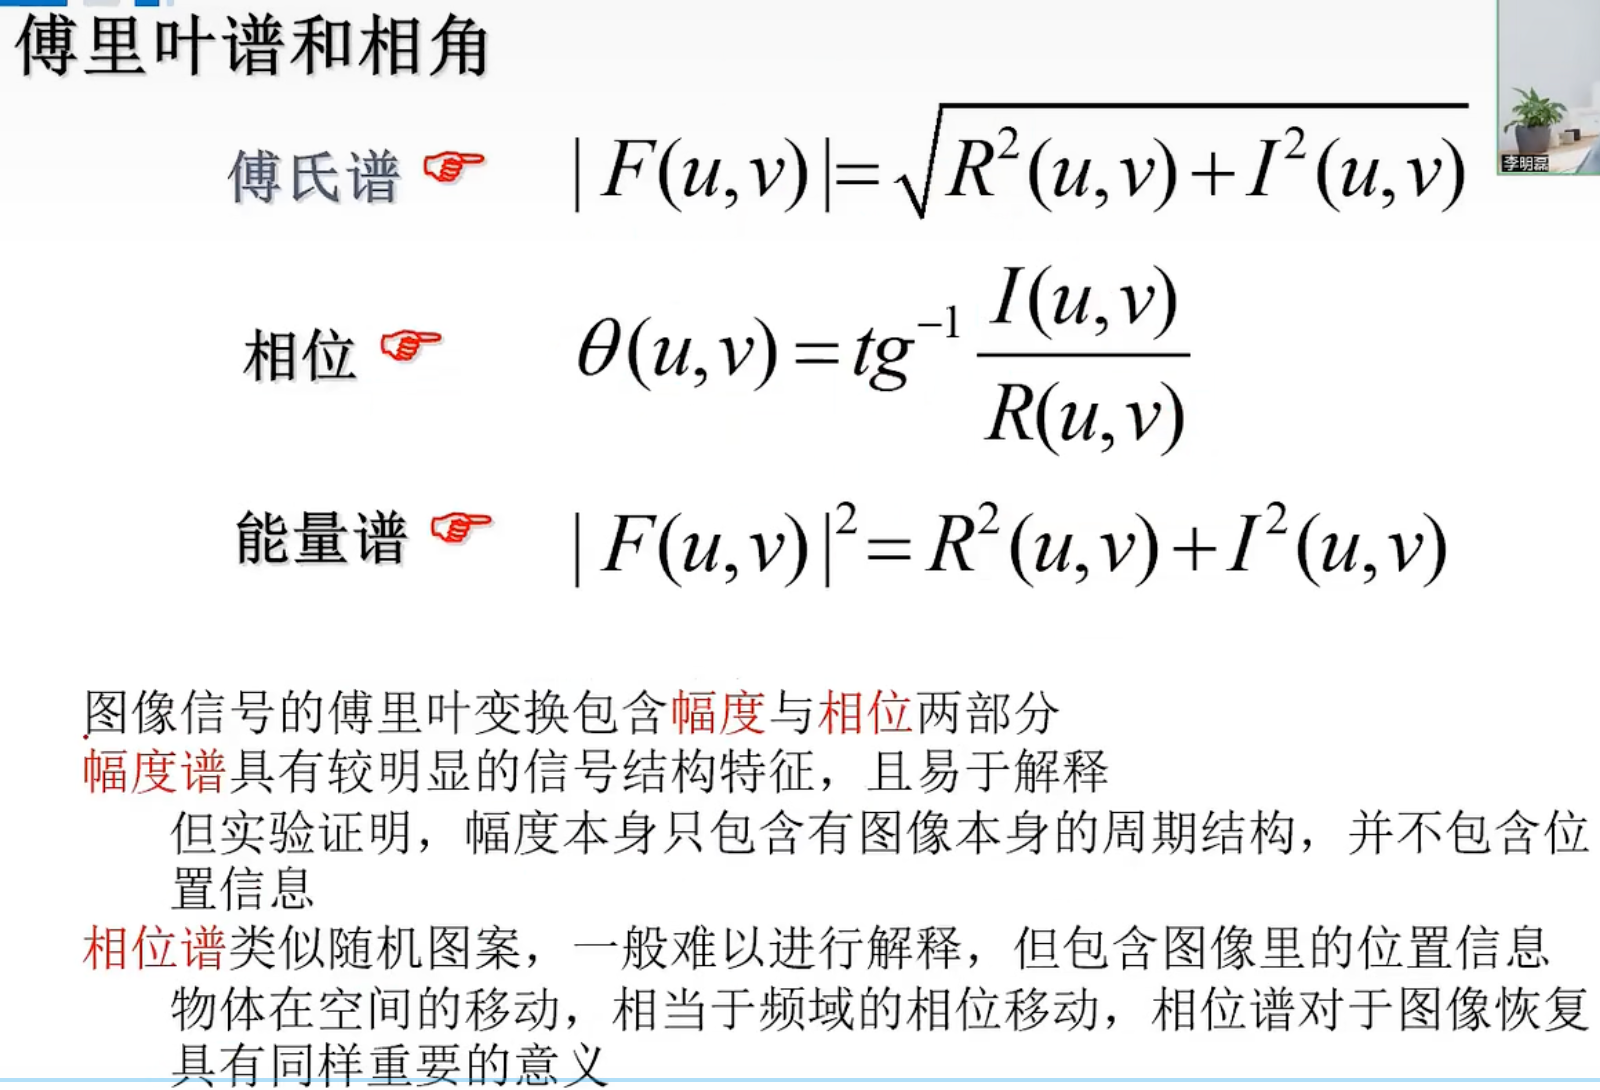 傅里叶谱和相角
李明磊
傅氏谱 |F(u,v)|=√R²(u,v)+I²(u,v)
相位 θ(u,v)=tg⁻¹ I(u,v)/R(u,v)
能量谱 |F(u,v)|²=R²(u,v)+I²(u,v)
图像信号的傅里叶变换包含幅度与相位两部分
幅度谱具有较明显的信号结构特征，且易于解释
但实验证明，幅度本身只包含有图像本身的周期结构，并不包含位
置信息
相位谱类似随机图案，一般难以进行解释，但包含图像里的位置信息
物体在空间的移动，相当于频域的相位移动，相位谱对于图像恢复
具有同样重要的意义